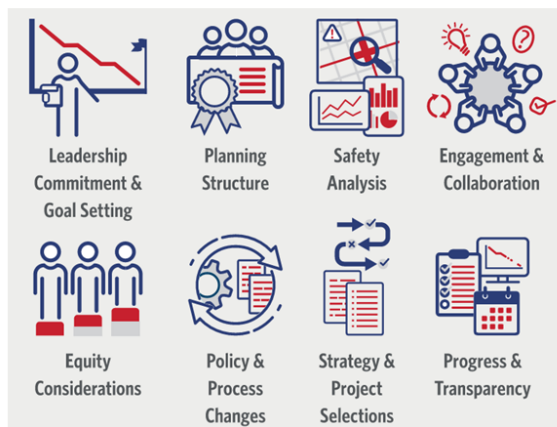 Leadership
Commitment &
Goal Setting
Planning
Structure
Safety
Analysis
Engagement &
Collaboration
Equity
Considerations
Policy &
Process
Changes
Strategy &
Project
Selections
Progress &
Transparency